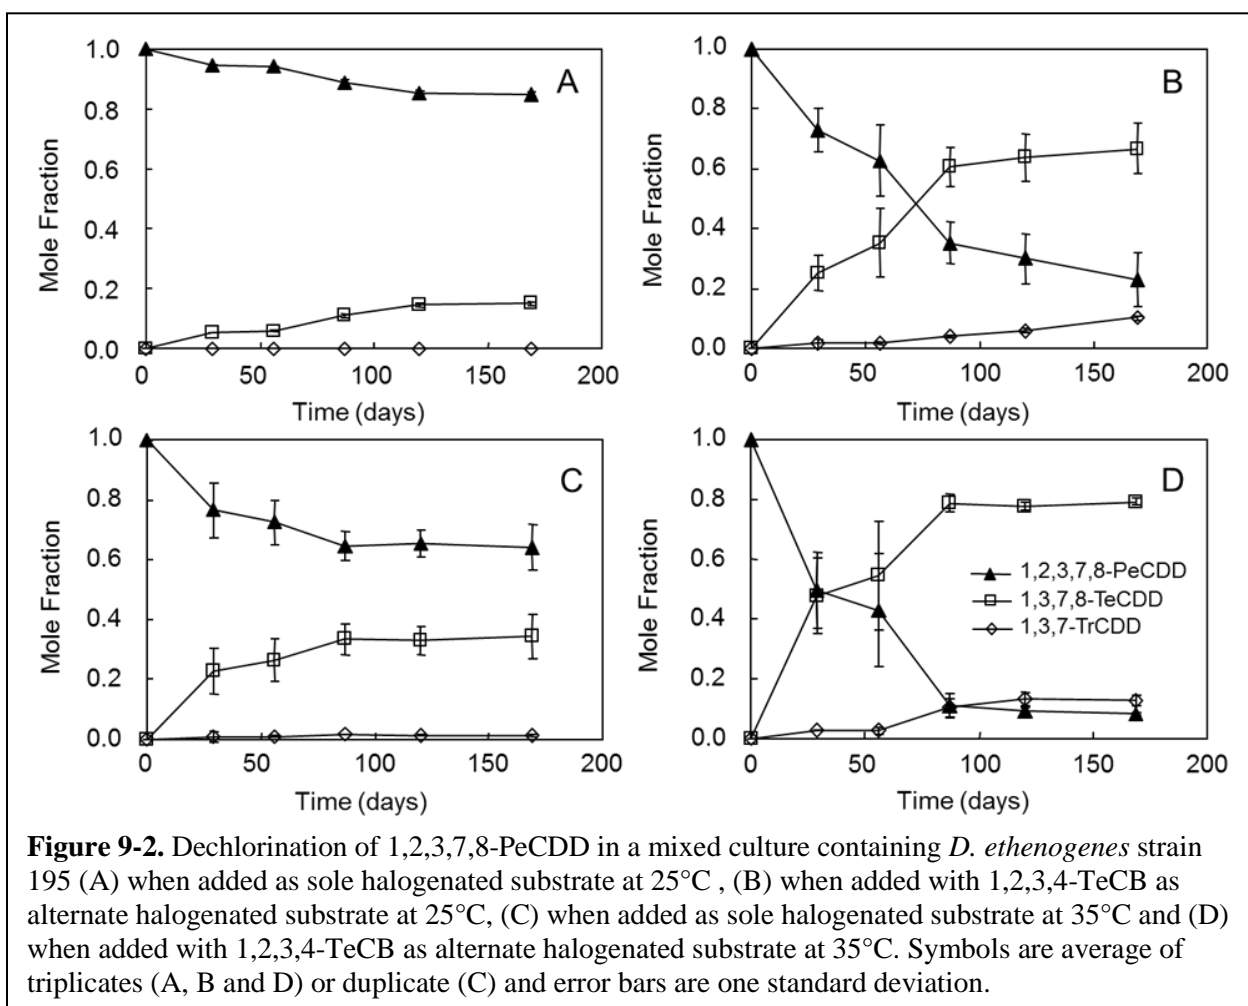 A
1.0
0.8
0.6
0.4
0.2
0.0
Mole Fraction
0
50
100
150
200
Time (days)
B
1.0
0.8
0.6
0.4
0.2
0.0
Mole Fraction
0
50
100
150
200
Time (days)
C
1.0
0.8
0.6
0.4
0.2
0.0
Mole Fraction
0
50
100
150
200
Time (days)
D
1.0
0.8
0.6
0.4
0.2
0.0
Mole Fraction
1,2,3,7,8-PeCDD
1,3,7,8-TeCDD
1,3,7-TrCDD
0
50
100
150
200
Time (days)
Figure 9-2. Dechlorination of 1,2,3,7,8-PeCDD in a mixed culture containing D. ethenogenes strain
195 (A) when added as sole halogenated substrate at 25°C , (B) when added with 1,2,3,4-TeCB as
alternate halogenated substrate at 25°C, (C) when added as sole halogenated substrate at 35°C and (D)
when added with 1,2,3,4-TeCB as alternate halogenated substrate at 35°C. Symbols are average of
triplicates (A, B and D) or duplicate (C) and error bars are one standard deviation.